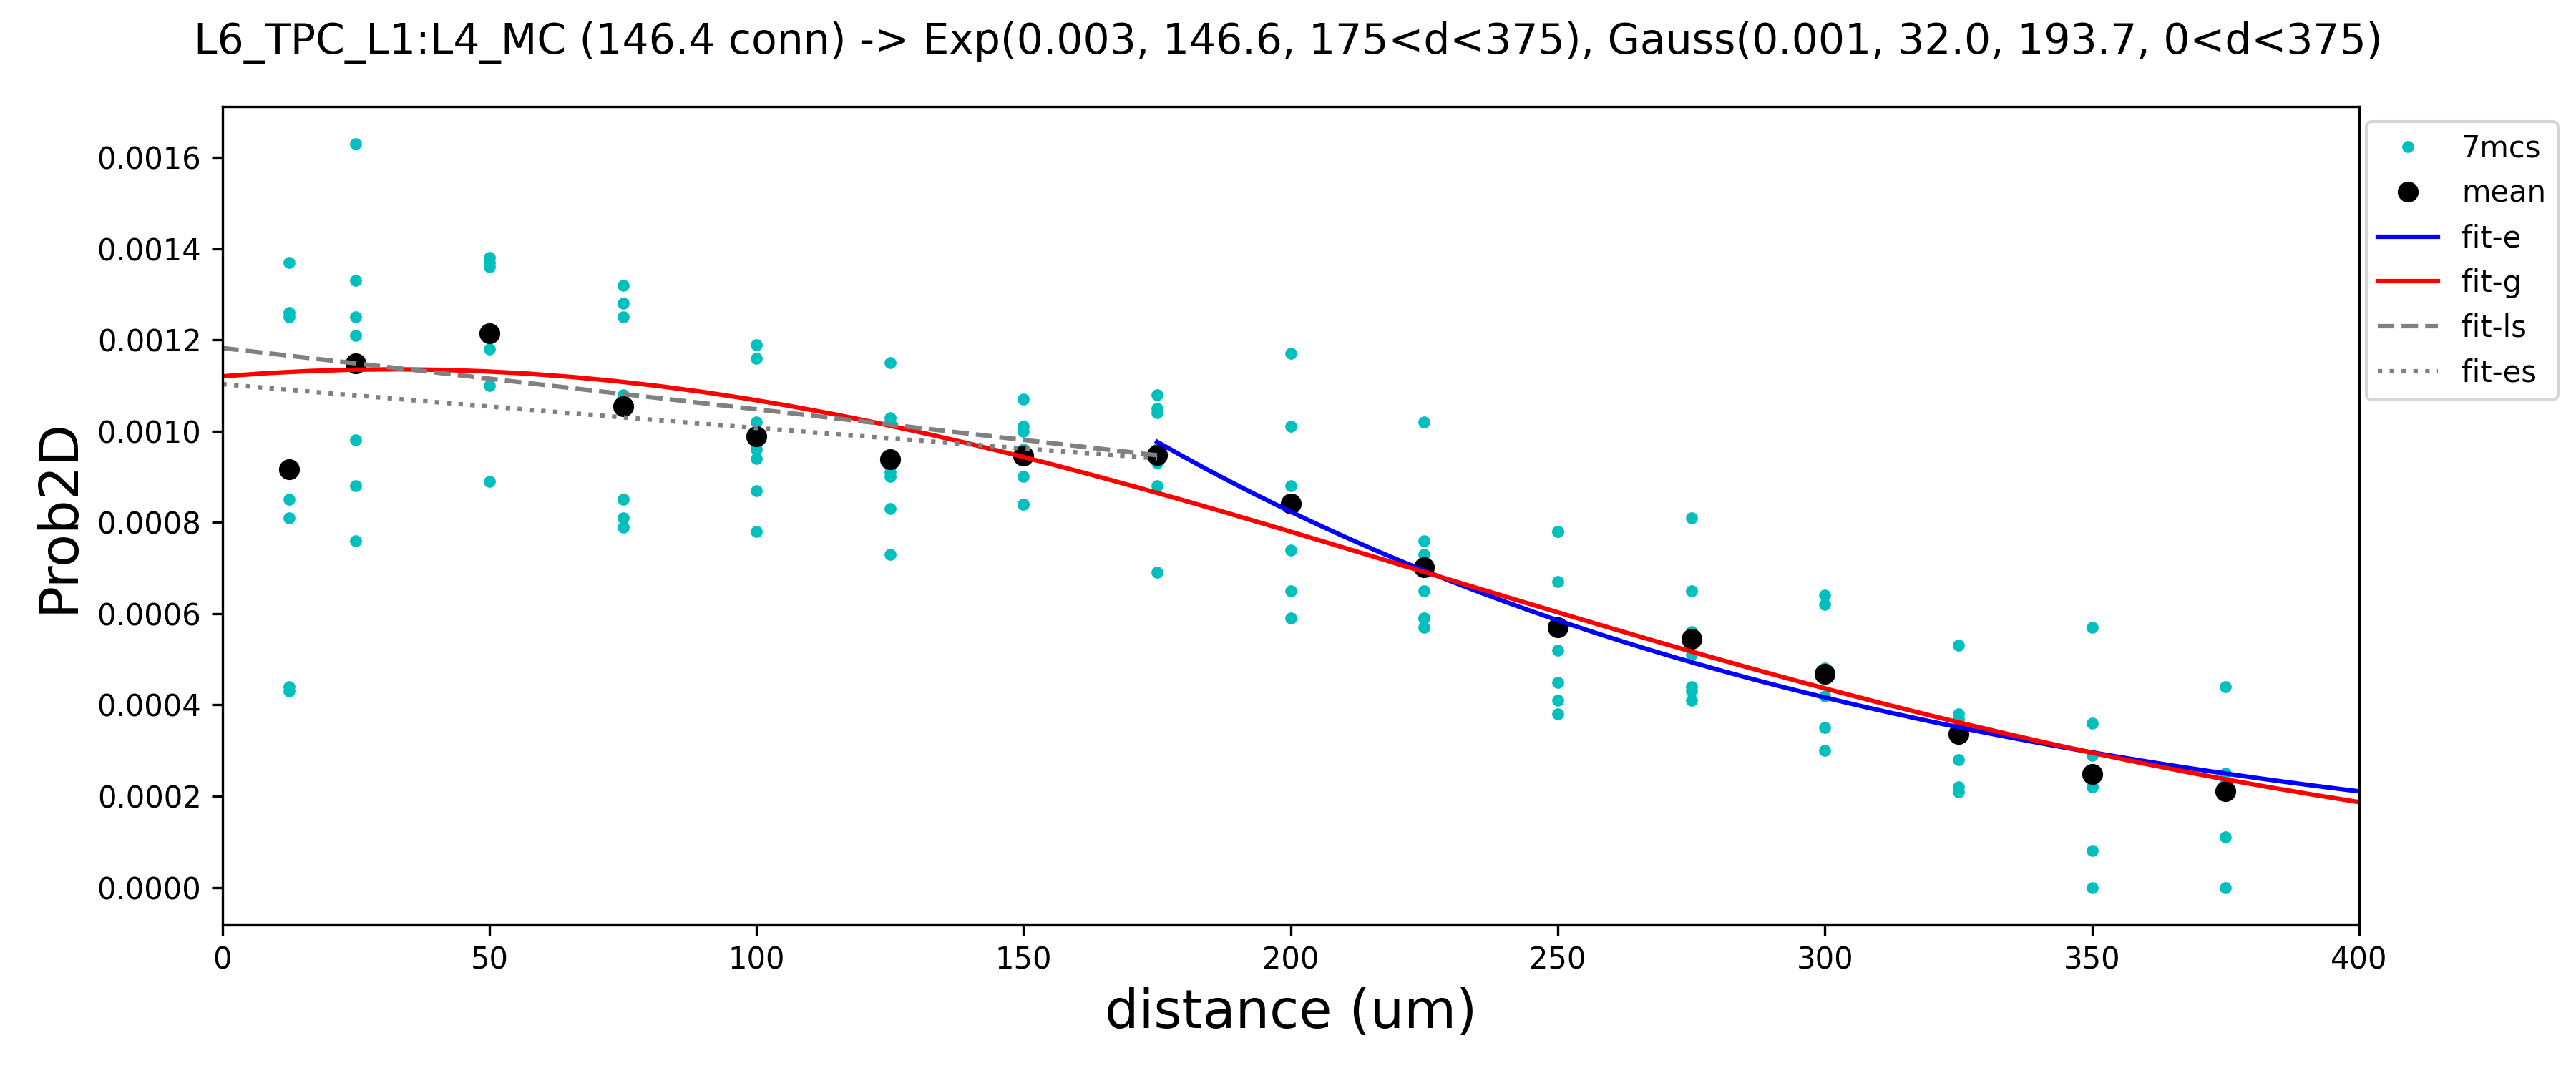 L6_TPC_L1:L4_MC (146.4 conn) -> Exp(0.003, 146.6, 175<d<375), Gauss(0.001, 32.0, 193.7, 0<d<375)
Prob2D
0.0016
0.0014
0.0012
0.0010
0.0008
0.0006
0.0004
0.0002
0.0000
0 50 100 150 200 250 300 350 400
distance (um)
7mcs
mean
fit-e
fit-g
fit-ls
fit-es